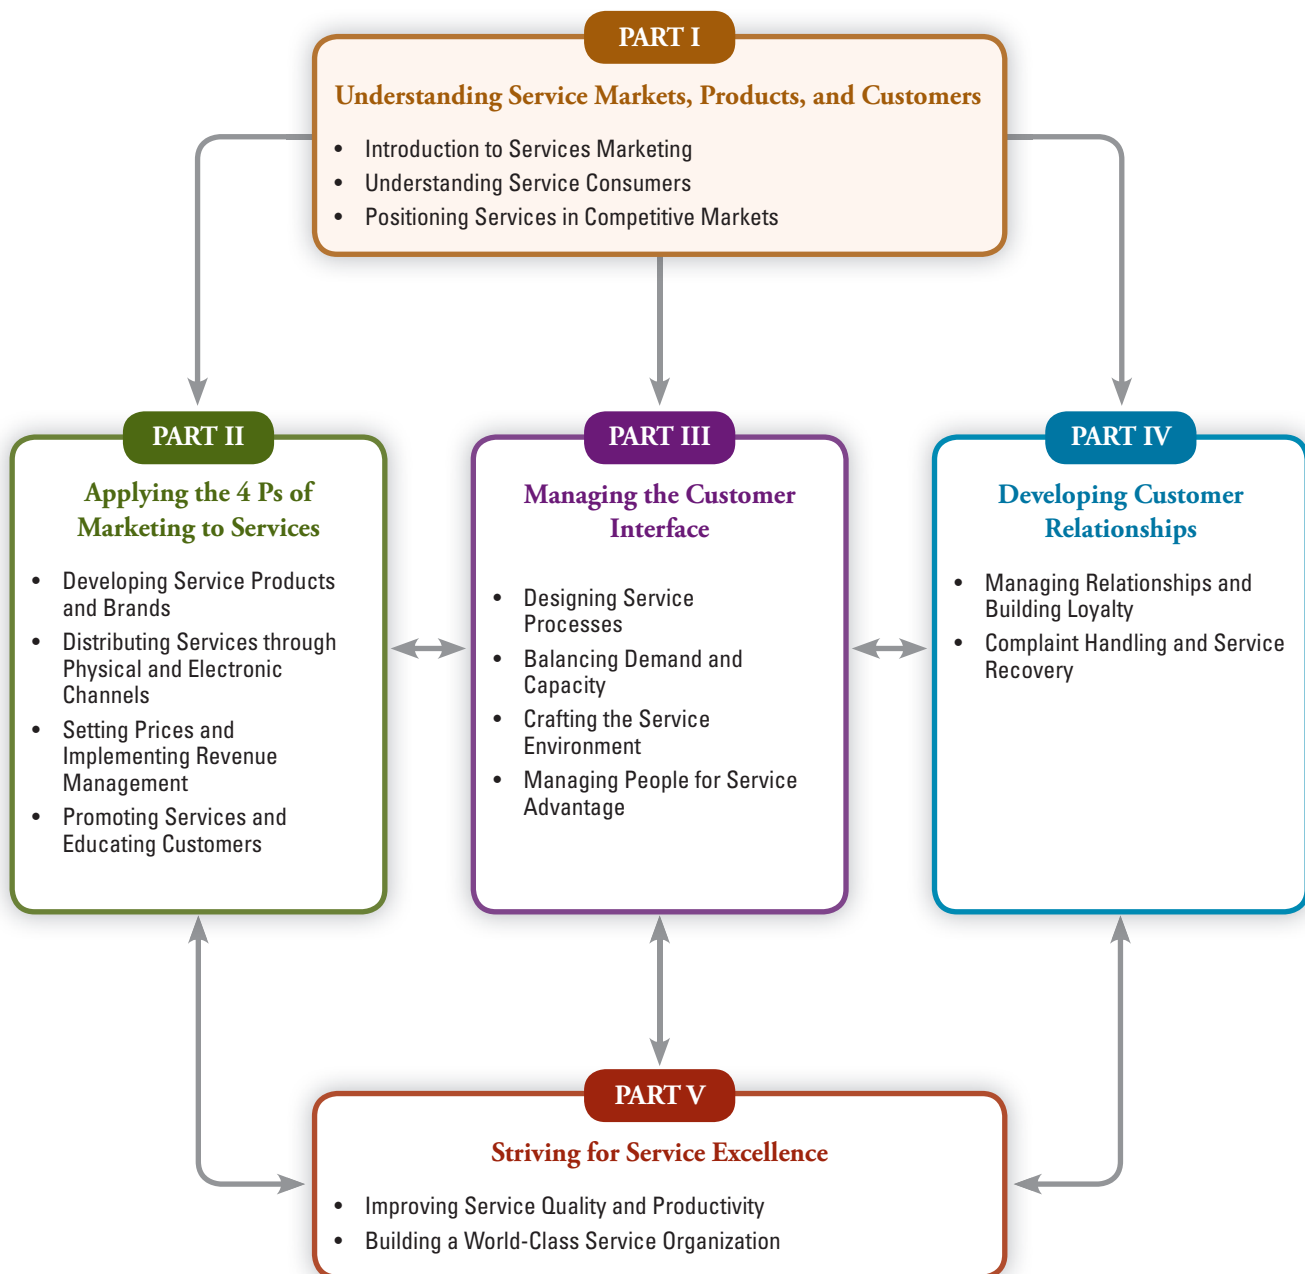 PART I
Understanding Service Markets, Products, and Customers
• Introduction to Services Marketing
• Understanding Service Consumers
• Positioning Services in Competitive Markets
PART II
Applying the 4 Ps of
Marketing to Services
• Developing Service Products
and Brands
• Distributing Services through
Physical and Electronic
Channels
• Setting Prices and
Implementing Revenue
Management
• Promoting Services and
Educating Customers
PART III
Managing the Customer
Interface
• Designing Service
Processes
• Balancing Demand and
Capacity
• Crafting the Service
Environment
• Managing People for Service
Advantage
PART IV
Developing Customer
Relationships
• Managing Relationships and
Building Loyalty
• Complaint Handling and Service
Recovery
PART V
Striving for Service Excellence
• Improving Service Quality and Productivity
• Building a World-Class Service Organization